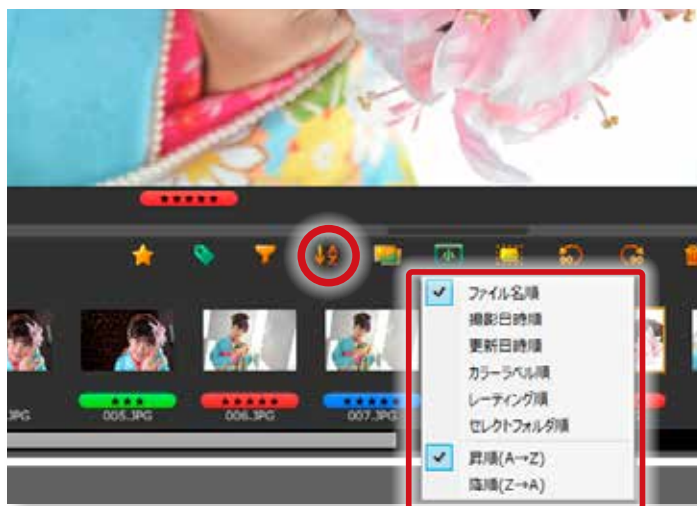 小
ファイル名順
撮影日時順
更新日時順
カラーラベル順
レーティング順
セレクトフォルダ順
昇順(A→Z)
降順(Z→A)
.JPG
005.JPG
006.JPG
007.JPG